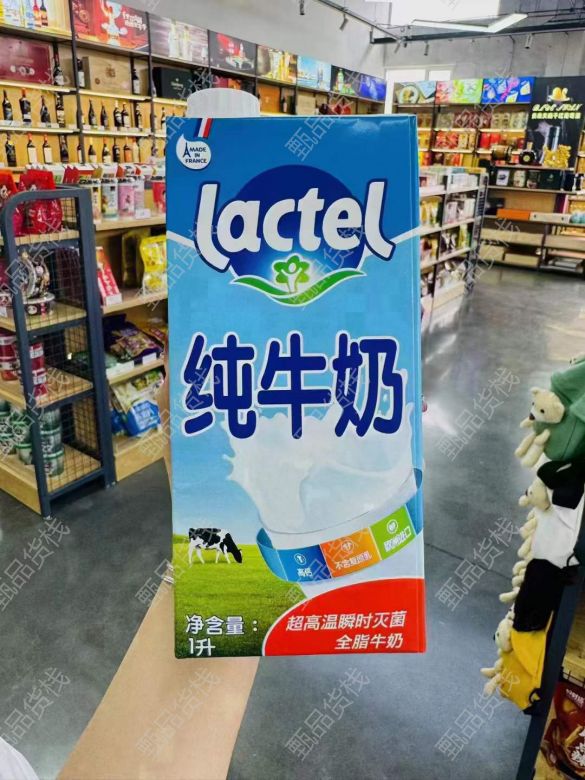 MADE
IN
FRANCE
lactel
纯牛奶
高钙
不含复原乳
欧洲进口
净含量：
1升
超高温瞬时灭菌
全脂牛奶
甄品货栈